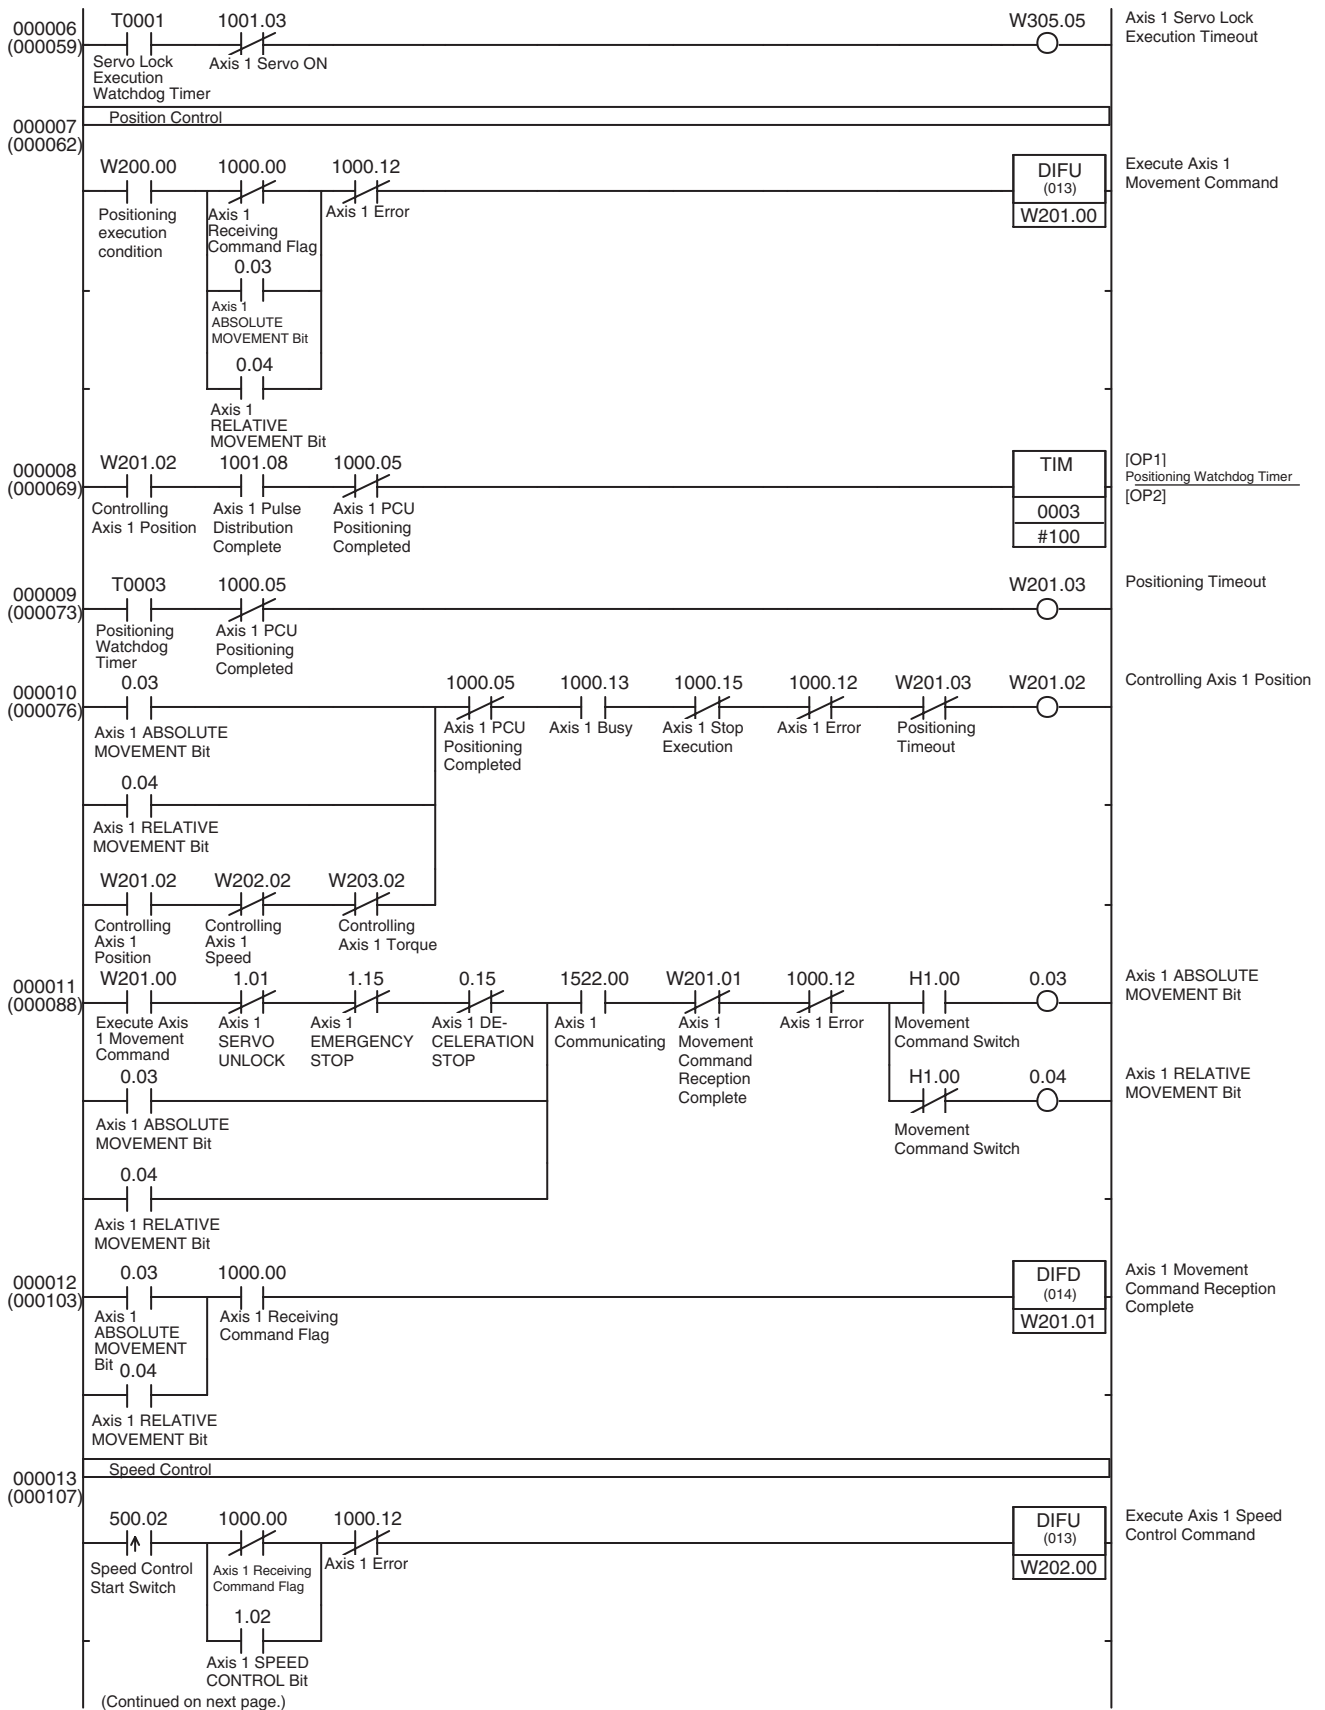 T0001 1001.03 W305.05 Axis 1 Servo Lock
000006 Execution Timeout
(000059)
Servo Lock Axis 1 Servo ON
Execution
Watchdog Timer
Position Control
000007
(000062)
W200.00 1000.00 1000.12 DIFU Execute Axis 1
(013) Movement Command
W201.00
Positioning Axis 1 Axis 1 Error
execution Receiving
condition Command Flag
0.03
Axis 1
ABSOLUTE
MOVEMENT Bit
0.04
Axis 1
RELATIVE
MOVEMENT Bit
000008 W201.02 1001.08 1000.05 TIM [OP1]
(000069) Positioning Watchdog Timer
[OP2]
Controlling Axis 1 Pulse Axis 1 PCU 0003
Axis 1 Position Distribution Positioning #100
Complete Completed
000009 T0003 1000.05 W201.03 Positioning Timeout
(000073)
Positioning Axis 1 PCU
Watchdog Positioning
Timer Completed
000010 0.03 1000.05 1000.13 1000.15 1000.12 W201.03 W201.02 Controlling Axis 1 Position
(000076)
Axis 1 ABSOLUTE Axis 1 PCU Axis 1 Busy Axis 1 Stop Axis 1 Error Positioning
MOVEMENT Bit Positioning Execution Timeout
Completed
0.04
Axis 1 RELATIVE
MOVEMENT Bit
W201.02 W202.02 W203.02
Controlling Controlling Controlling
Axis 1 Axis 1 Axis 1 Torque
Position Speed
000011 W201.00 1.01 1.15 0.15 1522.00 W201.01 1000.12 H1.00 0.03 Axis 1 ABSOLUTE
(000088) MOVEMENT Bit
Execute Axis Axis 1 Axis 1 Axis 1 DE- Axis 1 Axis 1 Axis 1 Error Movement
1 Movement SERVO EMERGENCY CELERATION Communicating Movement Command Switch
Command UNLOCK STOP STOP Command
Reception
Complete
0.03 H1.00 0.04 Axis 1 RELATIVE
MOVEMENT Bit
Axis 1 ABSOLUTE Movement
MOVEMENT Bit Command Switch
0.04
Axis 1 RELATIVE
MOVEMENT Bit
000012 0.03 1000.00 DIFD Axis 1 Movement
(000103) (014) Command Reception
W201.01 Complete
Axis 1 Axis 1 Receiving
ABSOLUTE Command Flag
MOVEMENT
Bit 0.04
Axis 1 RELATIVE
MOVEMENT Bit
Speed Control
000013
(000107)
500.02 1000.00 1000.12 DIFU Execute Axis 1 Speed
(013) Control Command
W202.00
Speed Control Axis 1 Receiving Axis 1 Error
Start Switch Command Flag
1.02
Axis 1 SPEED
CONTROL Bit
(Continued on next page.)